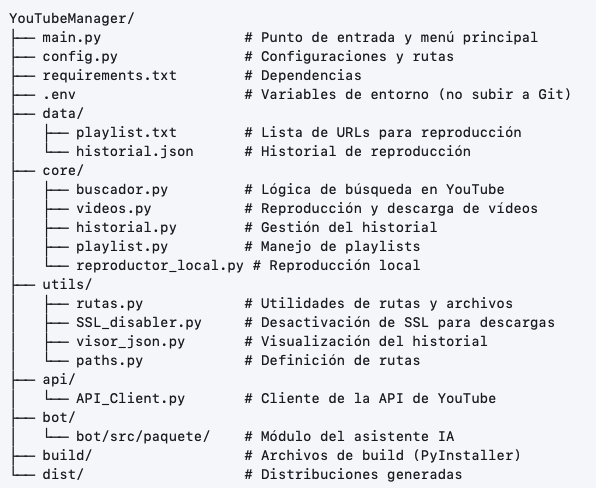 YouTubeManager/
├── main.py                 # Punto de entrada y menú principal
├── config.py               # Configuraciones y rutas
├── requirements.txt        # Dependencias
├── .env                    # Variables de entorno (no subir a Git)
├── data/
│   ├── playlist.txt        # Lista de URLs para reproducción
│   └── historial.json      # Historial de reproducción
├── core/
│   ├── buscador.py         # Lógica de búsqueda en YouTube
│   ├── videos.py           # Reproducción y descarga de vídeos
│   ├── historial.py        # Gestión del historial
│   ├── playlist.py         # Manejo de playlists
│   └── reproductor_local.py # Reproducción local
├── utils/
│   ├── rutas.py            # Utilidades de rutas y archivos
│   ├── SSL_disabler.py     # Desactivación de SSL para descargas
│   ├── visor_json.py       # Visualización del historial
│   └── paths.py            # Definición de rutas
├── api/
│   └── API_Client.py       # Cliente de la API de YouTube
├── bot/
│   └── bot/src/paquete/    # Módulo del asistente IA
├── build/                  # Archivos de build (PyInstaller)
└── dist/                   # Distribuciones generadas